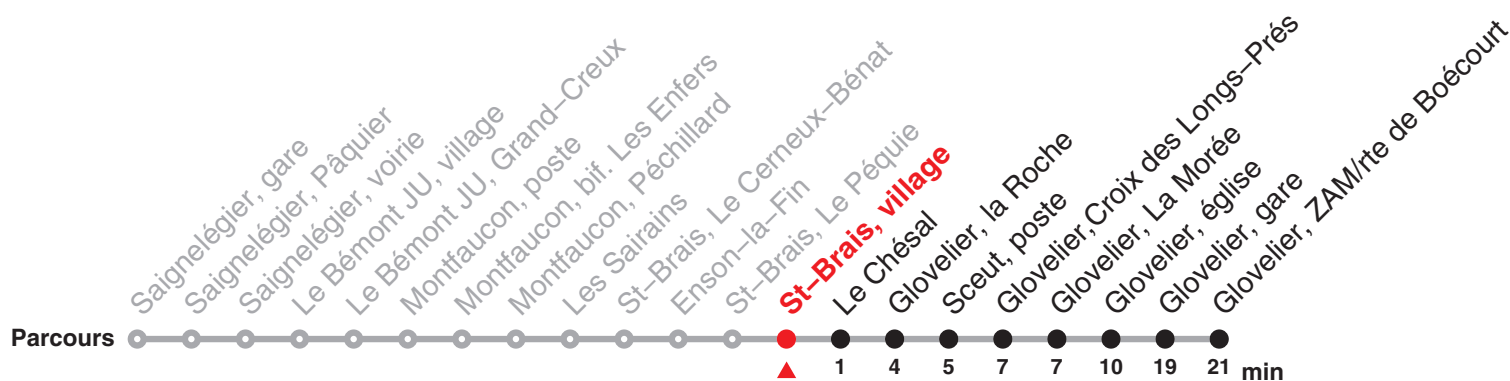 Saignelégier, gare
Saignelégier, Pâquier
Saignelégier, voirie
Le Bémont JU, village
Le Bémont JU, Grand–Creux
Montfaucon, poste
Montfaucon, bif. Les Enfers
Montfaucon, Péchillard
Les Sairains
St–Brais, Le Cerneux–Bénat
Enson–la–Fin
St–Brais, Le Péquie
St–Brais, village
Le Chésal
Glovelier, la Roche
Sceut, poste
Glovelier,Croix des Longs–Prés
Glovelier, La Morée
Glovelier, église
Glovelier, gare
Glovelier, ZAM/rte de Boécourt
Parcours
1 4 5 7 7 10 19 21 min